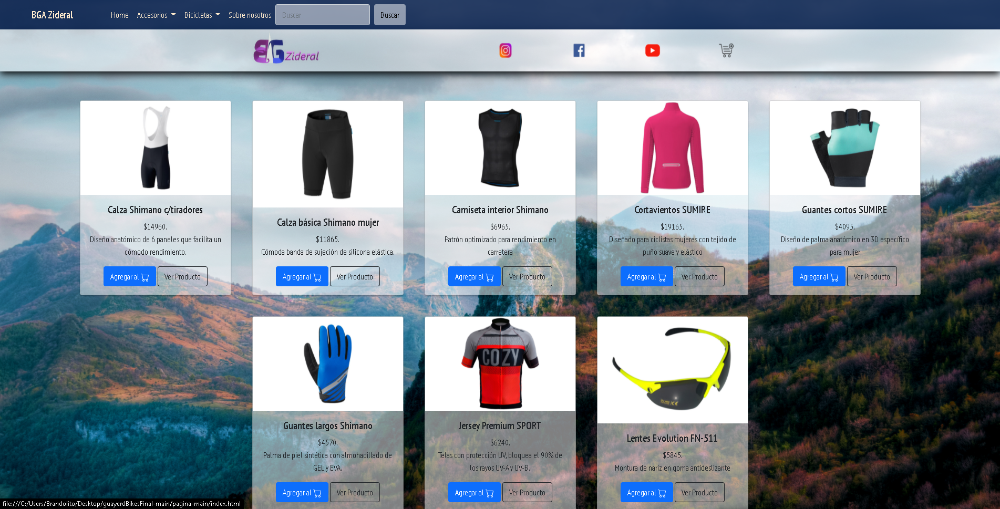 BGA Zideral
Home
Accesorios
Bicicletas
Sobre nosotros
Buscar
Buscar
BG Zideral
Calza Shimano c/tiradores
$14960.
Diseño anatómico de 6 paneles que facilita un
cómodo rendimiento.
Agregar al
Ver Producto
Calza básica Shimano mujer
$11865.
Cómoda banda de sujeción de silicona elástica.
Agregar al
Ver Producto
Camiseta interior Shimano
$6965.
Patrón optimizado para rendimiento en
carretera
Agregar al
Ver Producto
Cortavientos SUMIRE
$19165.
Diseñado para ciclistas mujeres con tejido de
puño suave y elástico
Agregar al
Ver Producto
Guantes cortos SUMIRE
$4095.
Diseño de palma anatómico en 3D específico
para mujer
Agregar al
Ver Producto
Guantes largos Shimano
$4570.
Palma de piel sintética con almohadillado de
GEL y EVA.
Agregar al
Ver Producto
COZY
Jersey Premium SPORT
$6240.
Telas con protección UV, bloquea el 90% de
los rayos UV-A y UV-B.
Agregar al
Ver Producto
Lentes Evolution FN-511
$5845.
Montura de nariz en goma antideslizante
Agregar al
Ver Producto
file:///C:/Users/Brandolito/Desktop/guayerdBikesFinal-main/pagina-main/index.html